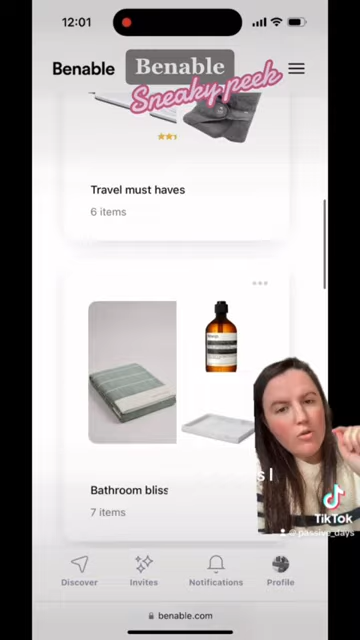 12:01
Benable
Benable
Sneaky peek
Travel must haves
6 items
Bathroom bliss
7 items
TikTok
@passive_days
Discover
Invites
Notifications
Profile
benable.com